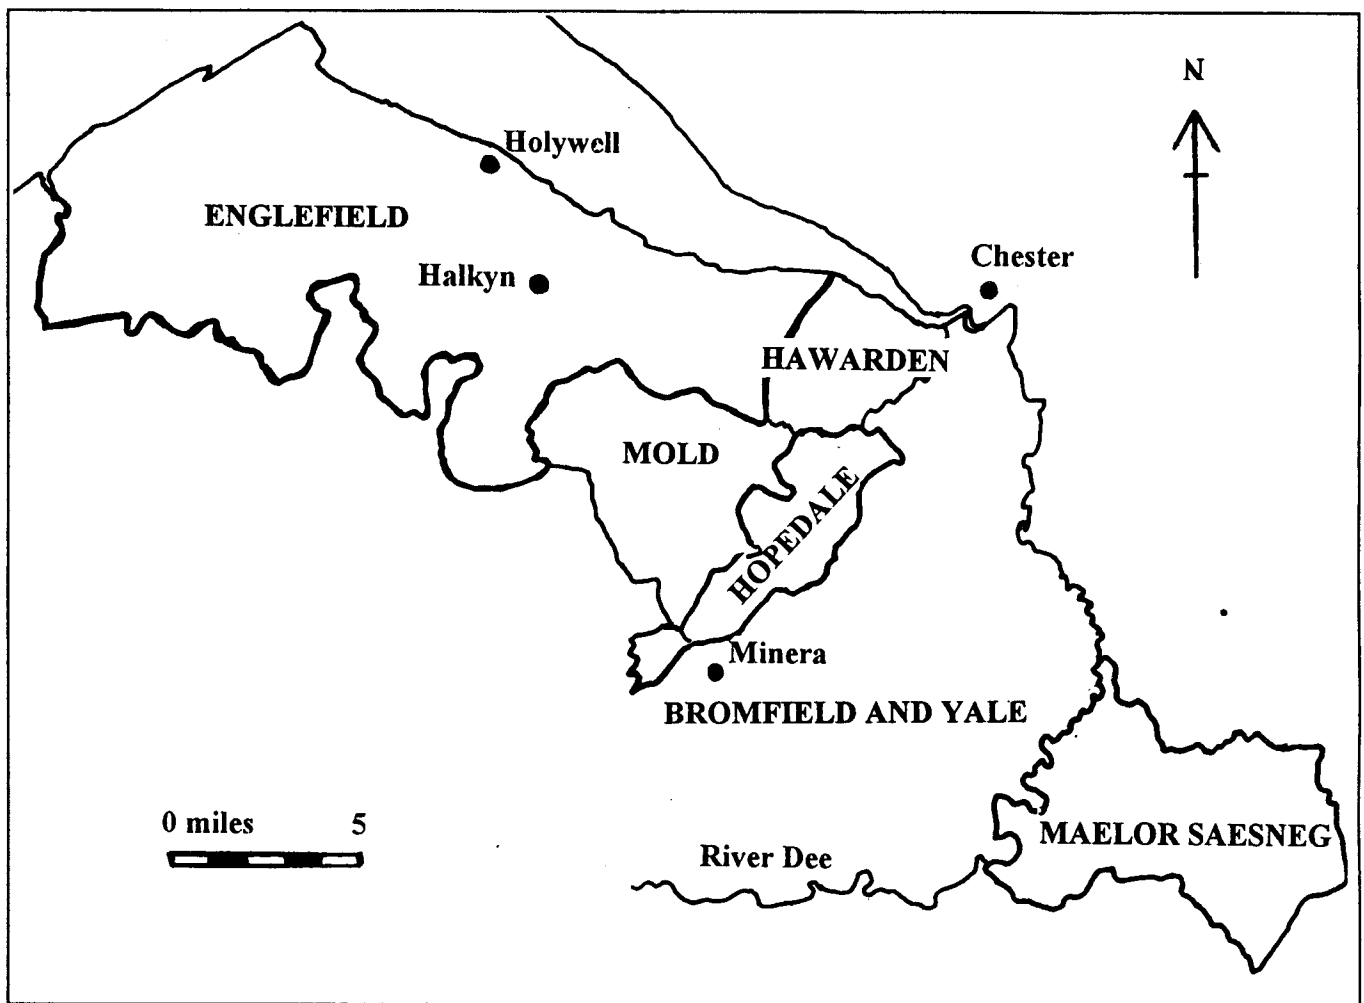 N
Holywell
ENGLEFIELD
Chester
Halkyn
HAWARDEN
MOLD
HOPEDALE
Minera
BROMFIELD AND YALE
0 miles 5
MAELOR SAESNEG
River Dee